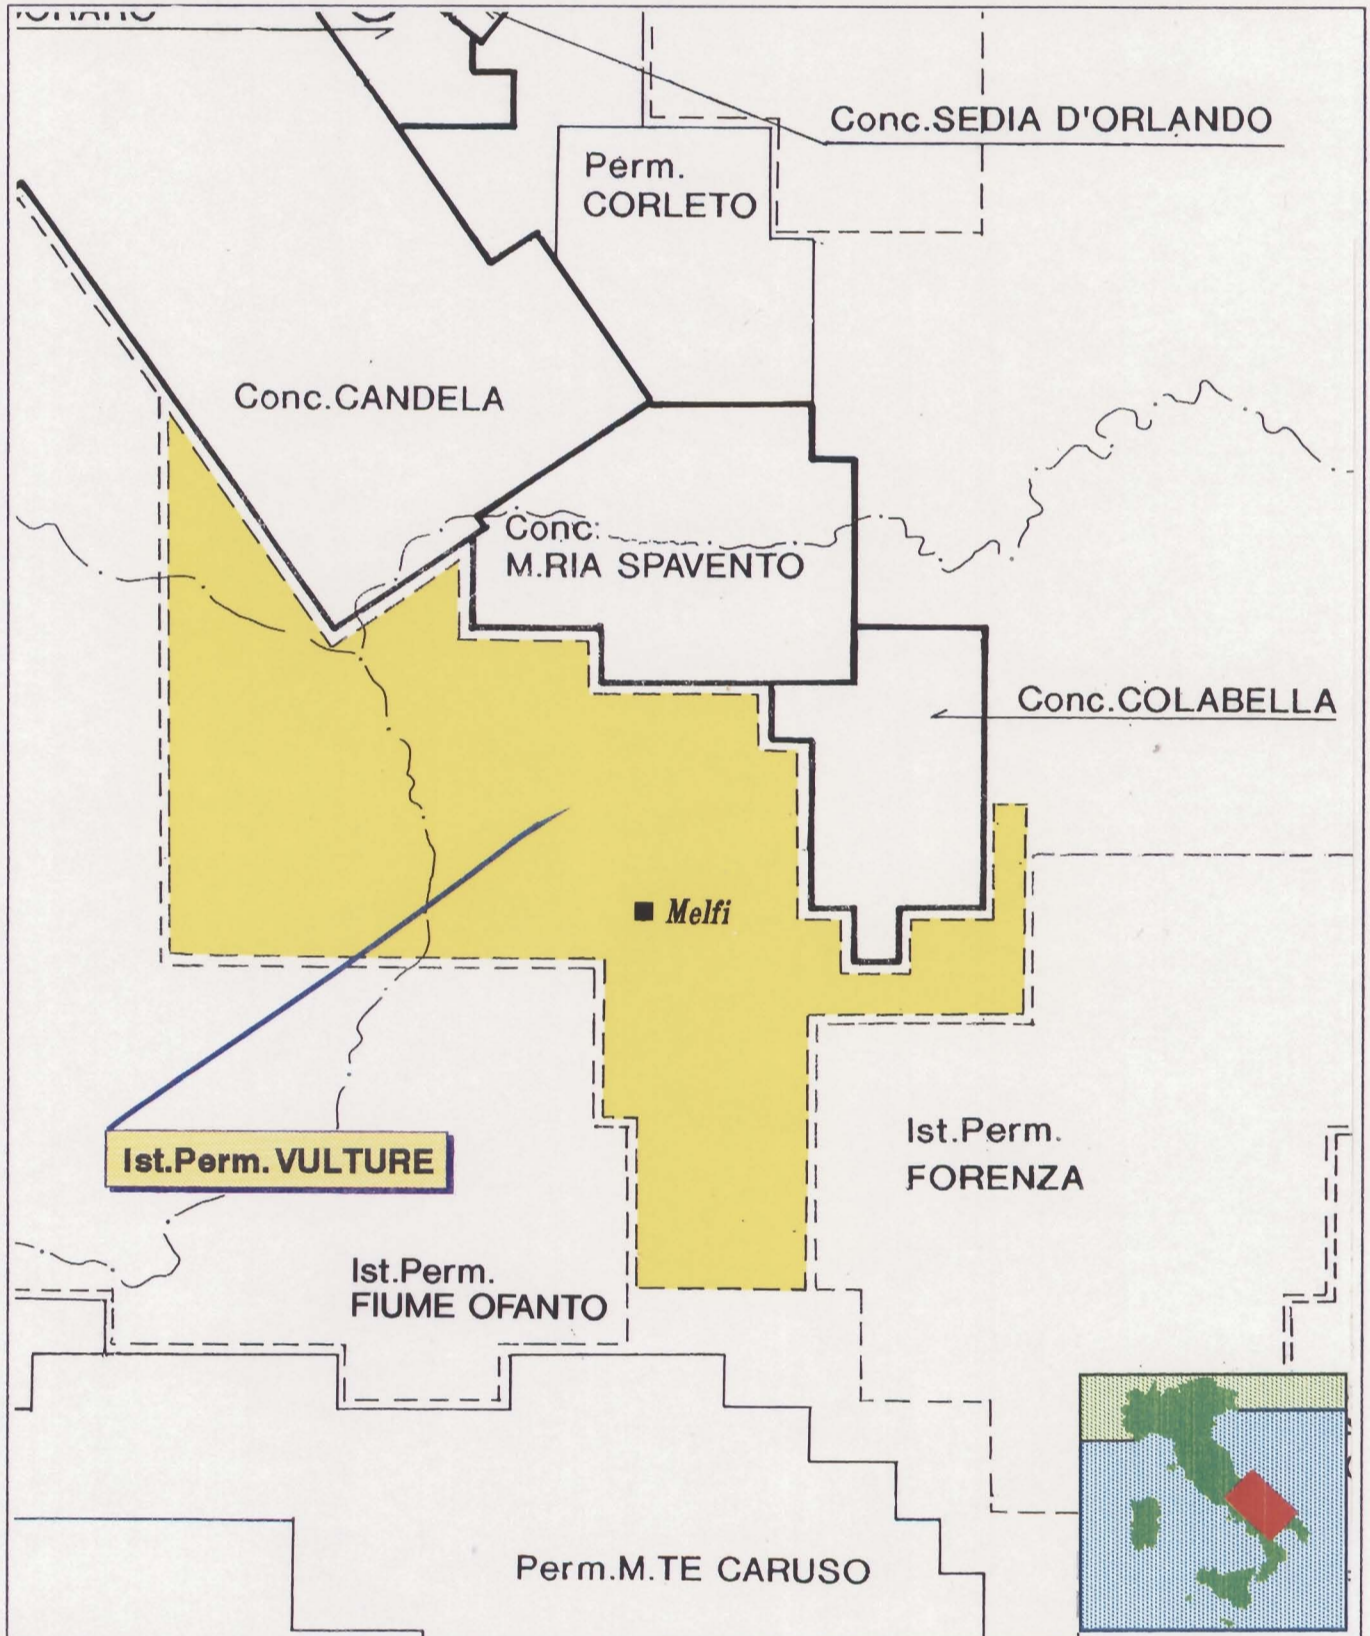 Conc.SEDIA D'ORLANDO
Perm.
CORLETO
Conc.CANDELA
Conc.
M.RIA SPAVENTO
Conc.COLABELLA
Melfi
Ist.Perm. VULTURE
Ist.Perm.
FORENZA
Ist.Perm.
FIUME OFANTO
Perm.M.TE CARUSO